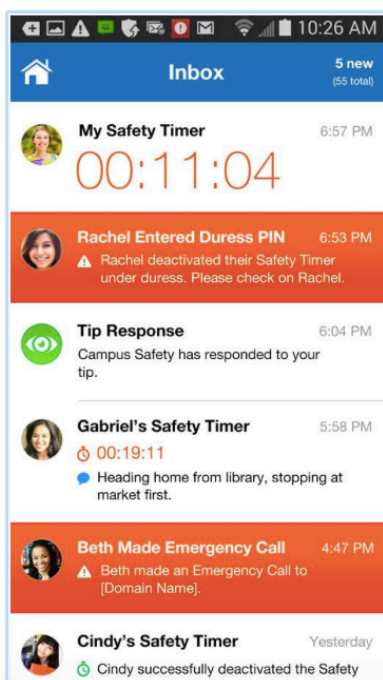 10:26 AM
Inbox
5 new
(55 total)
My Safety Timer
6:57 PM
00:11:04
Rachel Entered Duress PIN
6:53 PM
Rachel deactivated their Safety Timer
under duress. Please check on Rachel.
Tip Response
6:04 PM
Campus Safety has responded to your
tip.
Gabriel's Safety Timer
5:58 PM
00:19:11
Heading home from library, stopping at
market first.
Beth Made Emergency Call
4:47 PM
Beth made an Emergency Call to
[Domain Name].
Cindy's Safety Timer
Yesterday
Cindy successfully deactivated the Safety